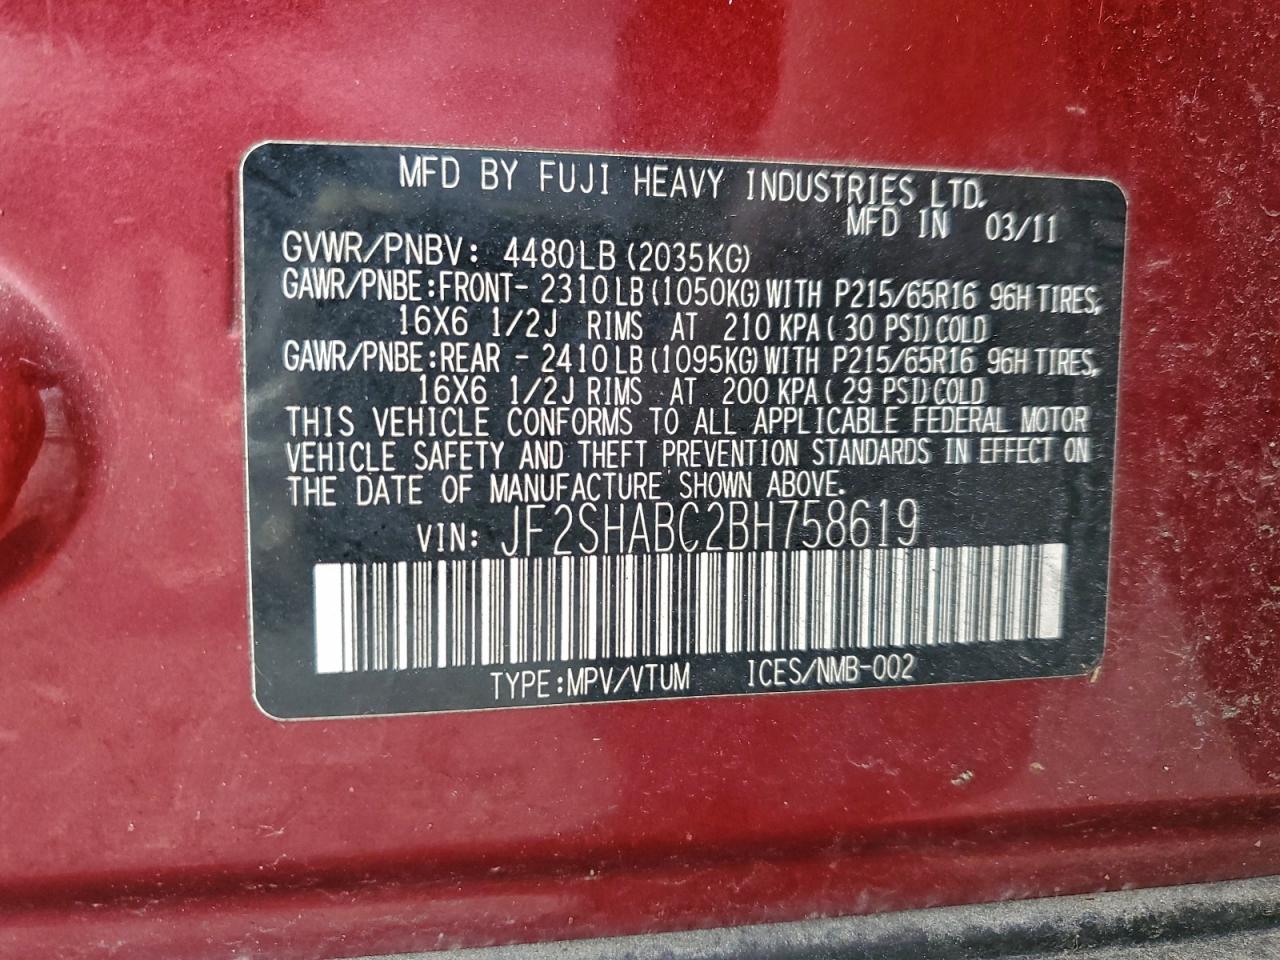 MFD BY FUJI HEAVY INDUSTRIES LTD.
MFD IN 03/11
GVWR/PNBV: 4480LB (2035KG)
GAWR/PNBE:FRONT- 2310LB (1050KG) WITH P215/65R16 96H TIRES,
16X6 1/2J RIMS AT 210 KPA ( 30 PSI) COLD
GAWR/PNBE:REAR - 2410LB (1095KG) WITH P215/65R16 96H TIRES,
16X6 1/2J RIMS AT 200 KPA ( 29 PSI) COLD
THIS VEHICLE CONFORMS TO ALL APPLICABLE FEDERAL MOTOR
VEHICLE SAFETY AND THEFT PREVENTION STANDARDS IN EFFECT ON
THE DATE OF MANUFACTURE SHOWN ABOVE.
VIN: JF2SHABC2BH758619
TYPE:MPV/VTUM ICES/NMB-002